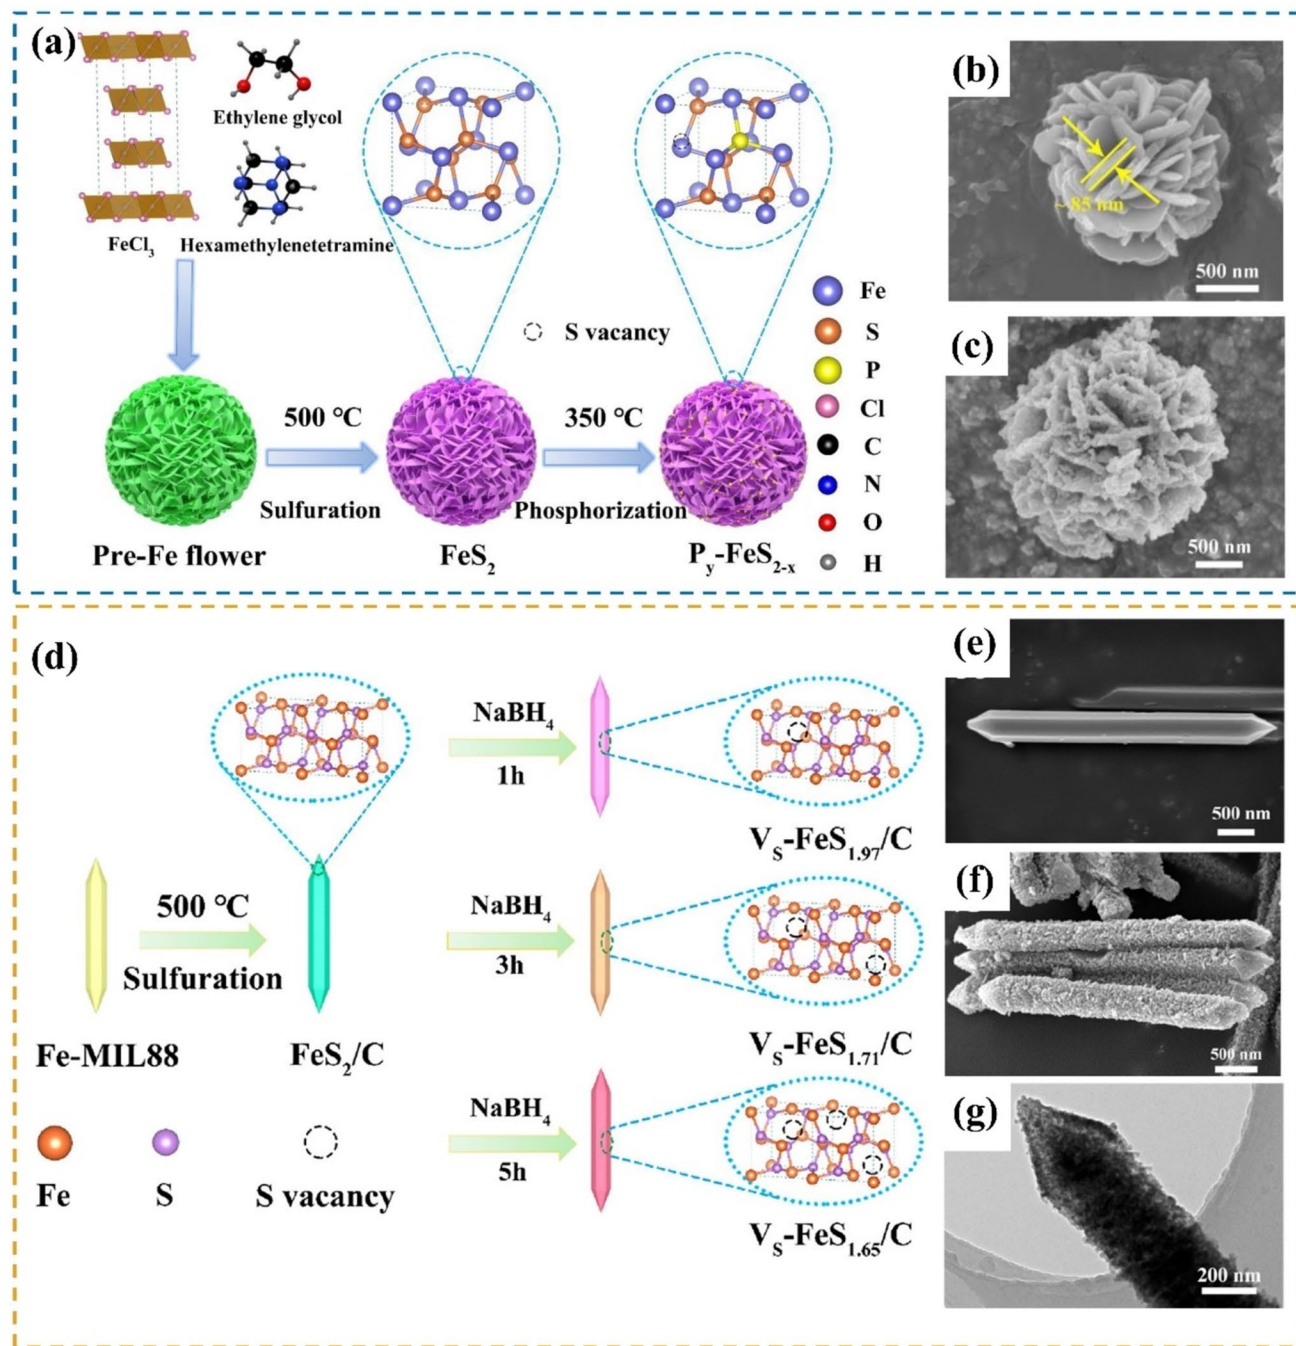 (a)
Ethylene glycol
FeCl3
Hexamethylenetetramine
S vacancy
Fe
S
P
Cl
C
N
O
H
500 °C
Sulfuration
350 °C
Phosphorization
Pre-Fe flower
FeS2
Py-FeS2-x
(b)
~ 85 nm
500 nm
(c)
500 nm
(d)
NaBH4
1h
VS-FeS1.97/C
500 °C
Sulfuration
NaBH4
3h
Fe-MIL88
FeS2/C
VS-FeS1.71/C
NaBH4
5h
Fe
S
S vacancy
VS-FeS1.65/C
(e)
500 nm
(f)
500 nm
(g)
200 nm